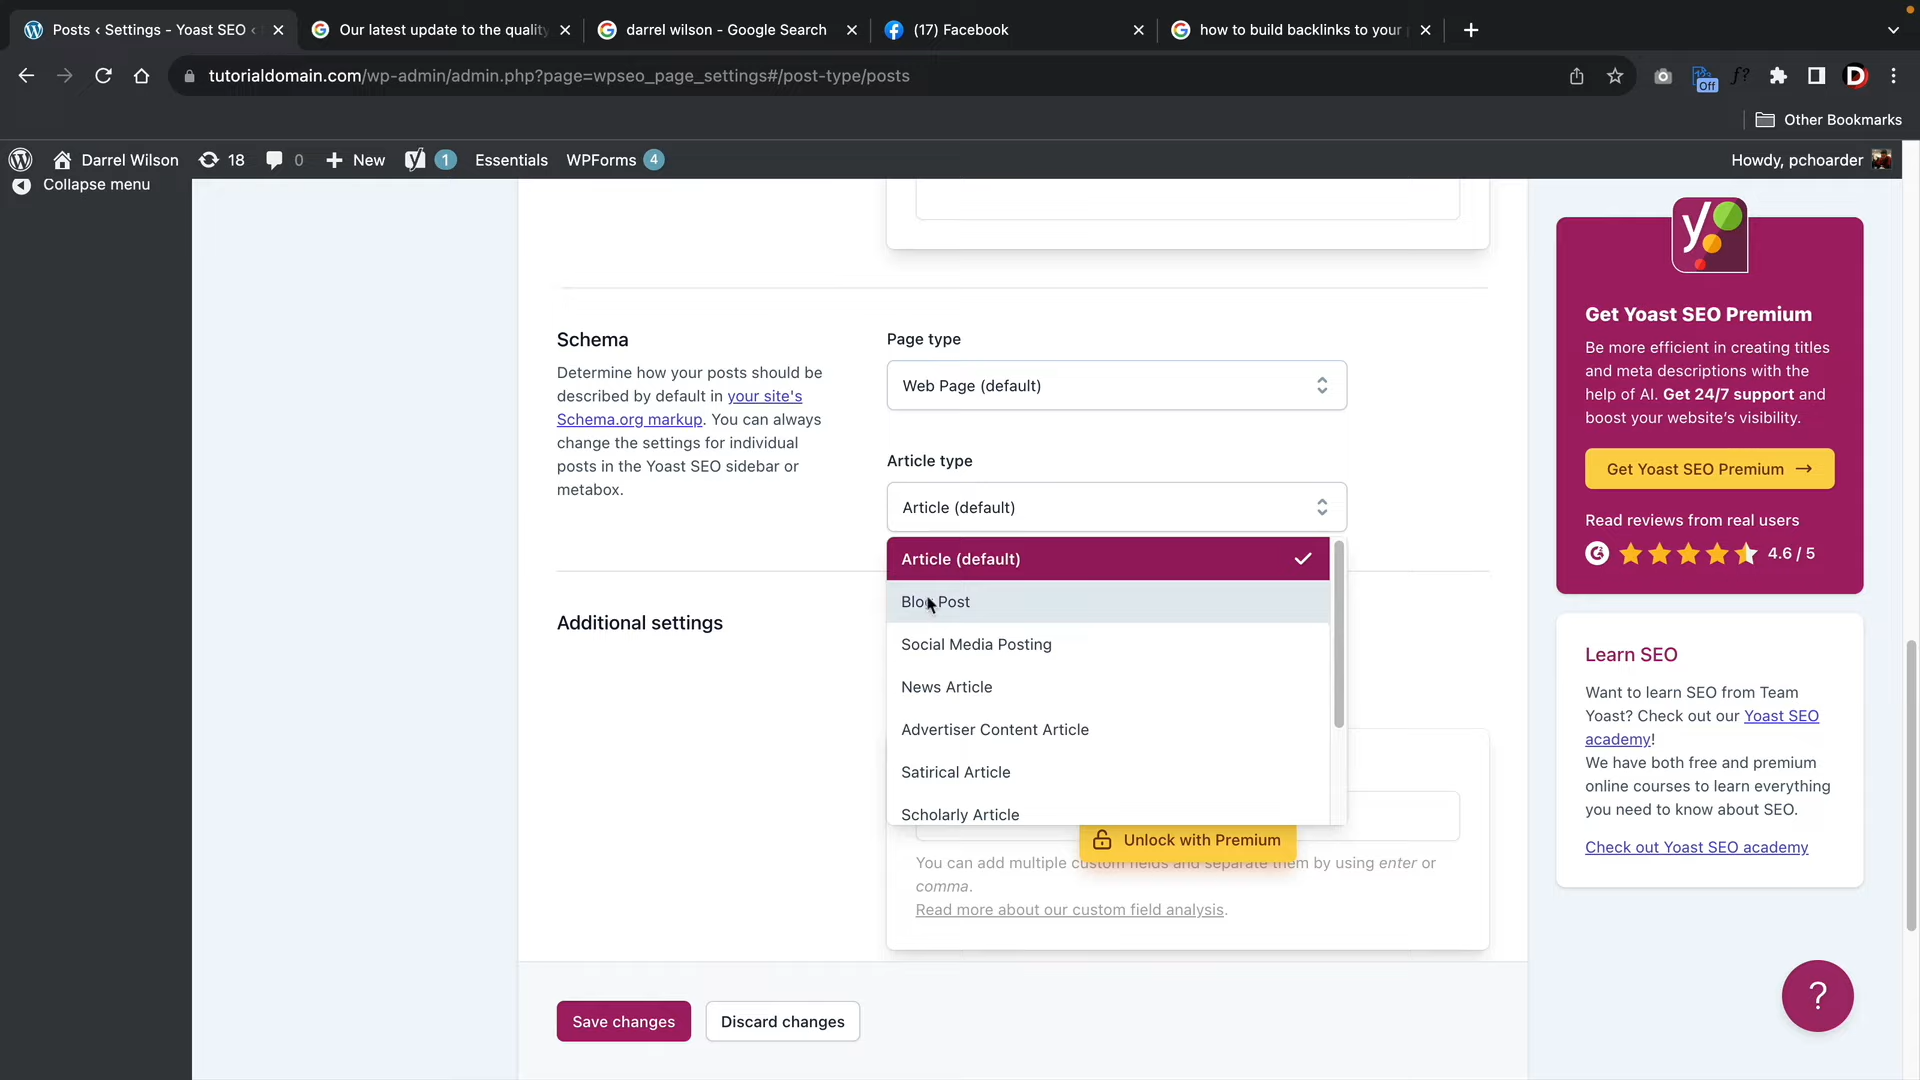 Posts ‹ Settings - Yoast SEO ‹
Our latest update to the quality
darrel wilson - Google Search
(17) Facebook
how to build backlinks to your
tutorialdomain.com/wp-admin/admin.php?page=wpseo_page_settings#/post-type/posts
Off
f?
D
Other Bookmarks
Darrel Wilson
18
0
New
1
Essentials
WPForms 4
Howdy, pchoarder
Collapse menu
Schema
Determine how your posts should be
described by default in your site's
Schema.org markup. You can always
change the settings for individual
posts in the Yoast SEO sidebar or
metabox.
Page type
Web Page (default)
Article type
Article (default)
Article (default)
Blog Post
Social Media Posting
News Article
Advertiser Content Article
Satirical Article
Scholarly Article
Additional settings
Unlock with Premium
You can add multiple custom fields and separate them by using enter or
comma.
Read more about our custom field analysis.
Save changes
Discard changes
Get Yoast SEO Premium
Be more efficient in creating titles
and meta descriptions with the
help of AI. Get 24/7 support and
boost your website's visibility.
Get Yoast SEO Premium →
Read reviews from real users
4.6 / 5
Learn SEO
Want to learn SEO from Team
Yoast? Check out our Yoast SEO
academy!
We have both free and premium
online courses to learn everything
you need to know about SEO.
Check out Yoast SEO academy
?